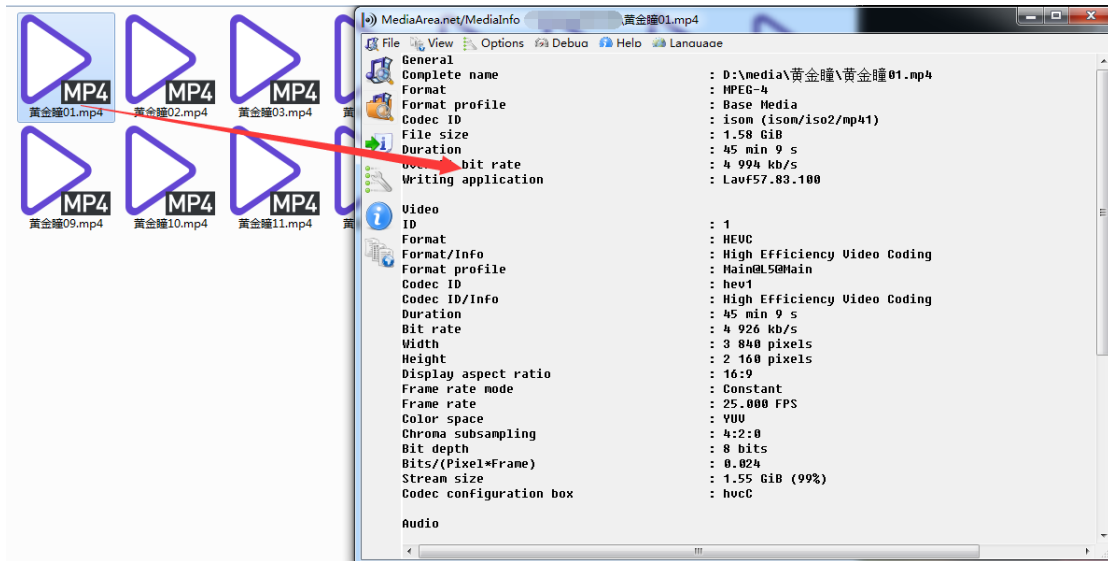 MP4
MP4
MP4
黄金瞳01.mp4
黄金瞳02.mp4
黄金瞳03.mp4
黄
MP4
MP4
MP4
黄金瞳09.mp4
黄金瞳10.mp4
黄金瞳11.mp4
黄
MediaArea.net/MediaInfo \黄金瞳01.mp4
File View Options Debug Help Language
General
Complete name : D:\media\黄金瞳\黄金瞳01.mp4
Format : MPEG-4
Format profile : Base Media
Codec ID : isom (isom/iso2/mp41)
File size : 1.58 GiB
Duration : 45 min 9 s
Overall bit rate : 4 994 kb/s
Writing application : Lavf57.83.100
Video
ID : 1
Format : HEVC
Format/Info : High Efficiency Video Coding
Format profile : Main@L5@Main
Codec ID : hev1
Codec ID/Info : High Efficiency Video Coding
Duration : 45 min 9 s
Bit rate : 4 926 kb/s
Width : 3 840 pixels
Height : 2 160 pixels
Display aspect ratio : 16:9
Frame rate mode : Constant
Frame rate : 25.000 FPS
Color space : YUV
Chroma subsampling : 4:2:0
Bit depth : 8 bits
Bits/(Pixel*Frame) : 0.024
Stream size : 1.55 GiB (99%)
Codec configuration box : hvcC
Audio